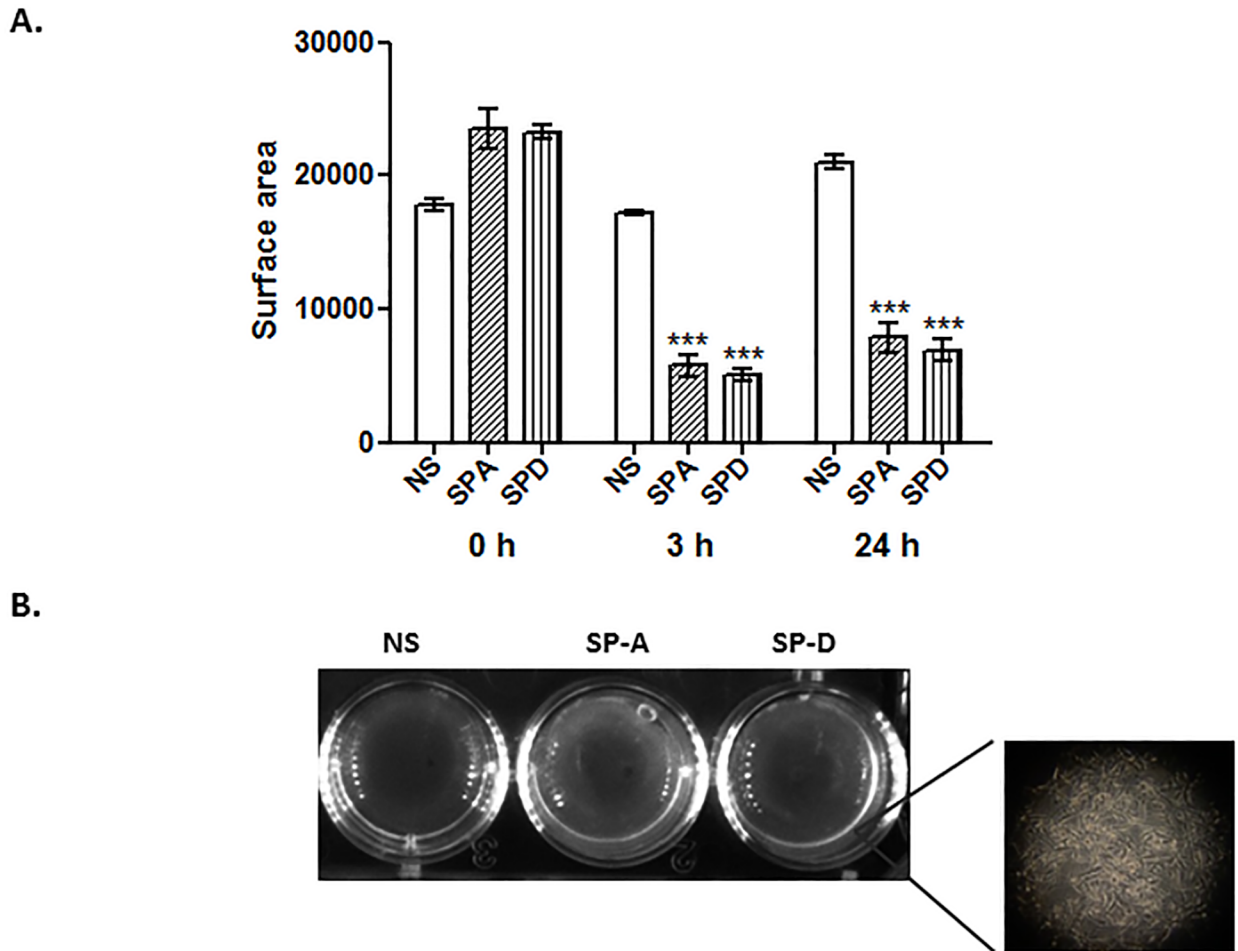 A.
30000
20000
10000
0
Surface area
*** ***
*** ***
NS SPA SPD NS SPA SPD NS SPA SPD
0 h 3 h 24 h
B.
NS SP-A SP-D